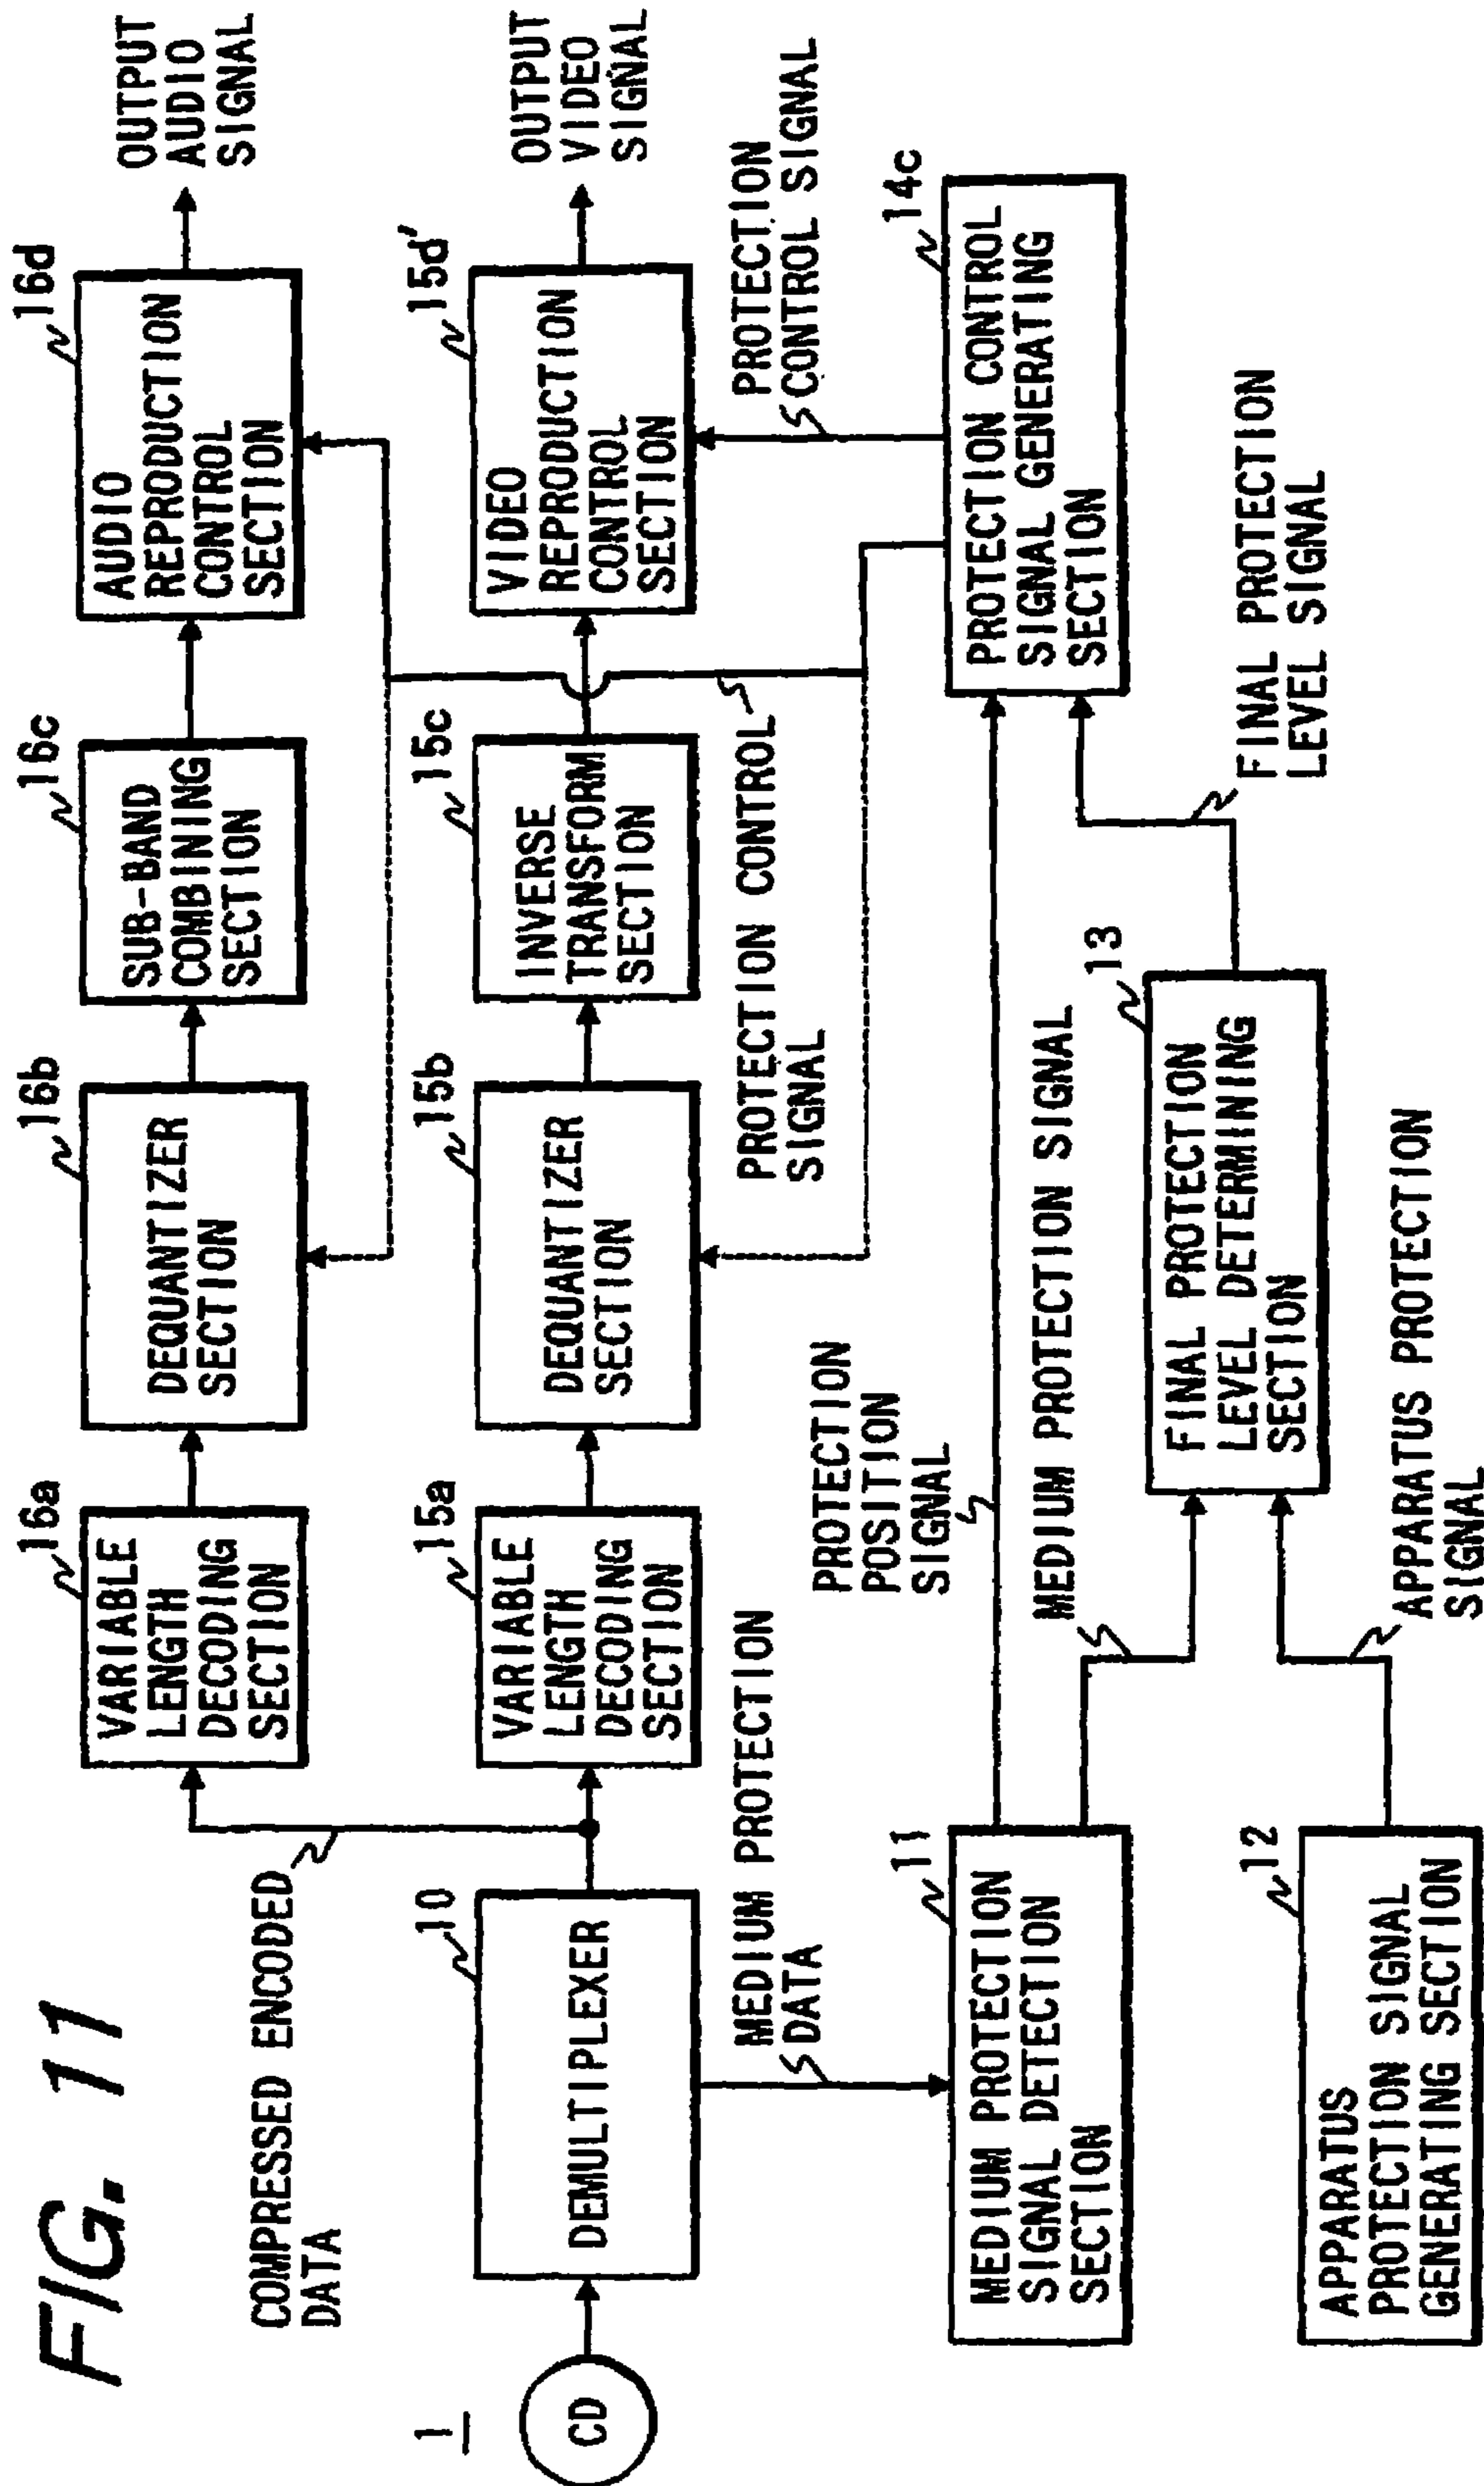 FIG. 11
COMPRESSED ENCODED
DATA
1
CD
10
DEMULTIPLEXER
16a
VARIABLE
LENGTH
DECODING
SECTION
16b
DEQUANTIZER
SECTION
16c
SUB-BAND
COMBINING
SECTION
16d
AUDIO
REPRODUCTION
CONTROL
SECTION
OUTPUT
AUDIO
SIGNAL
15a
VARIABLE
LENGTH
DECODING
SECTION
15b
DEQUANTIZER
SECTION
15c
INVERSE
TRANSFORM
SECTION
15d'
VIDEO
REPRODUCTION
CONTROL
SECTION
OUTPUT
VIDEO
SIGNAL
MEDIUM PROTECTION
DATA
PROTECTION
POSITION
SIGNAL
PROTECTION CONTROL
SIGNAL
PROTECTION
CONTROL SIGNAL
11
MEDIUM PROTECTION
SIGNAL DETECTION
SECTION
MEDIUM PROTECTION SIGNAL
14c
PROTECTION CONTROL
SIGNAL GENERATING
SECTION
13
FINAL PROTECTION
LEVEL DETERMINING
SECTION
FINAL PROTECTION
LEVEL SIGNAL
12
APPARATUS
PROTECTION SIGNAL
GENERATING SECTION
APPARATUS PROTECTION
SIGNAL